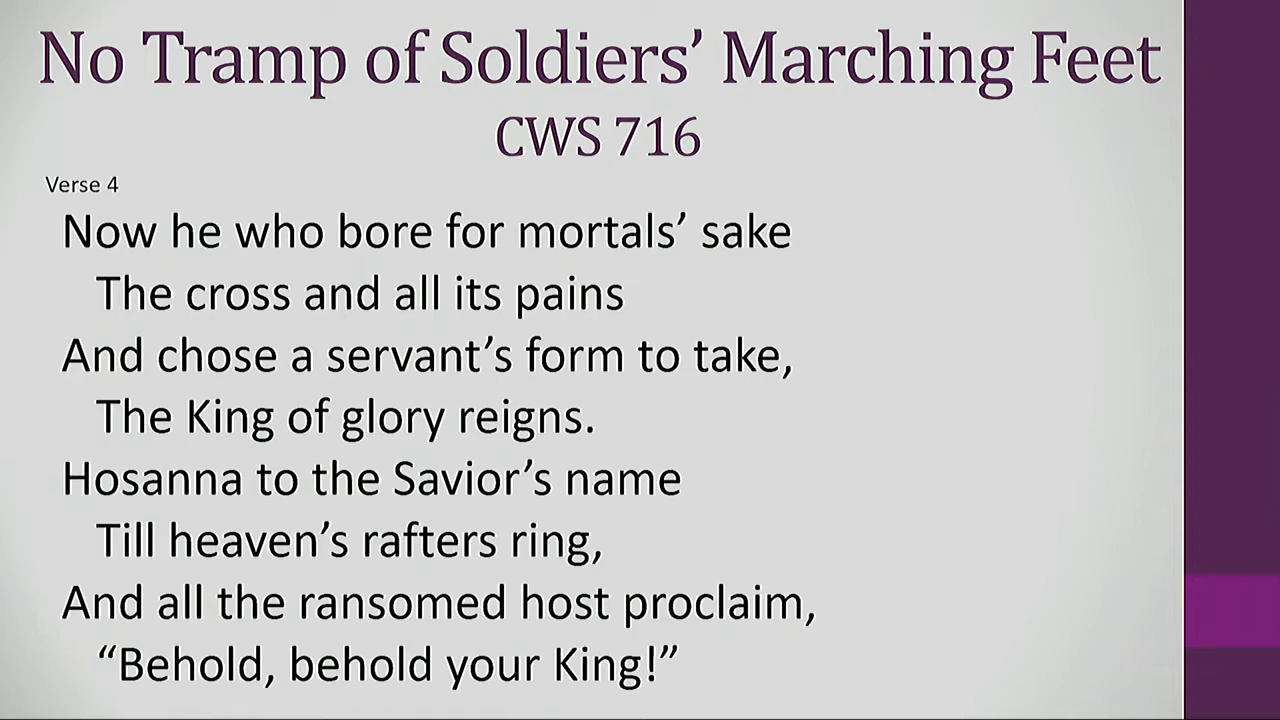 No Tramp of Soldiers’ Marching Feet
CWS 716
Verse 4
Now he who bore for mortals’ sake
The cross and all its pains
And chose a servant’s form to take,
The King of glory reigns.
Hosanna to the Savior’s name
Till heaven’s rafters ring,
And all the ransomed host proclaim,
“Behold, behold your King!”